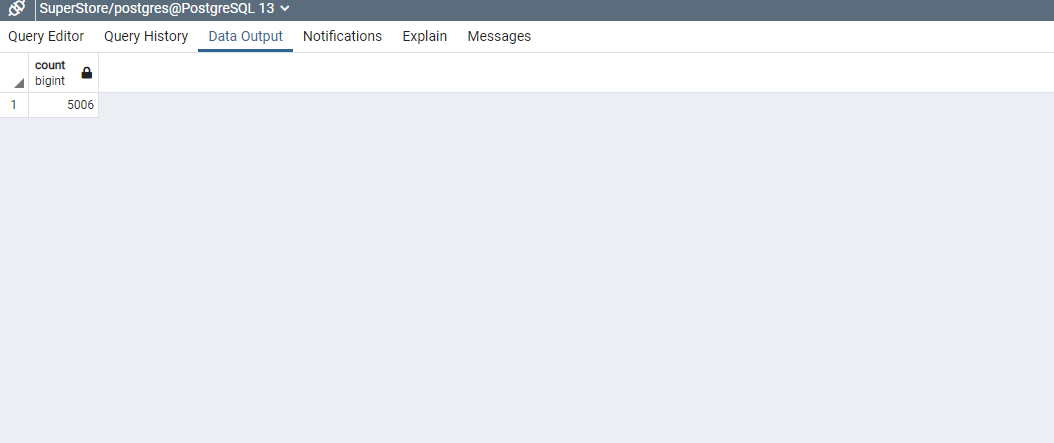 SuperStore/postgres@PostgreSQL 13
Query Editor Query History Data Output Notifications Explain Messages
count
bigint
1 5006